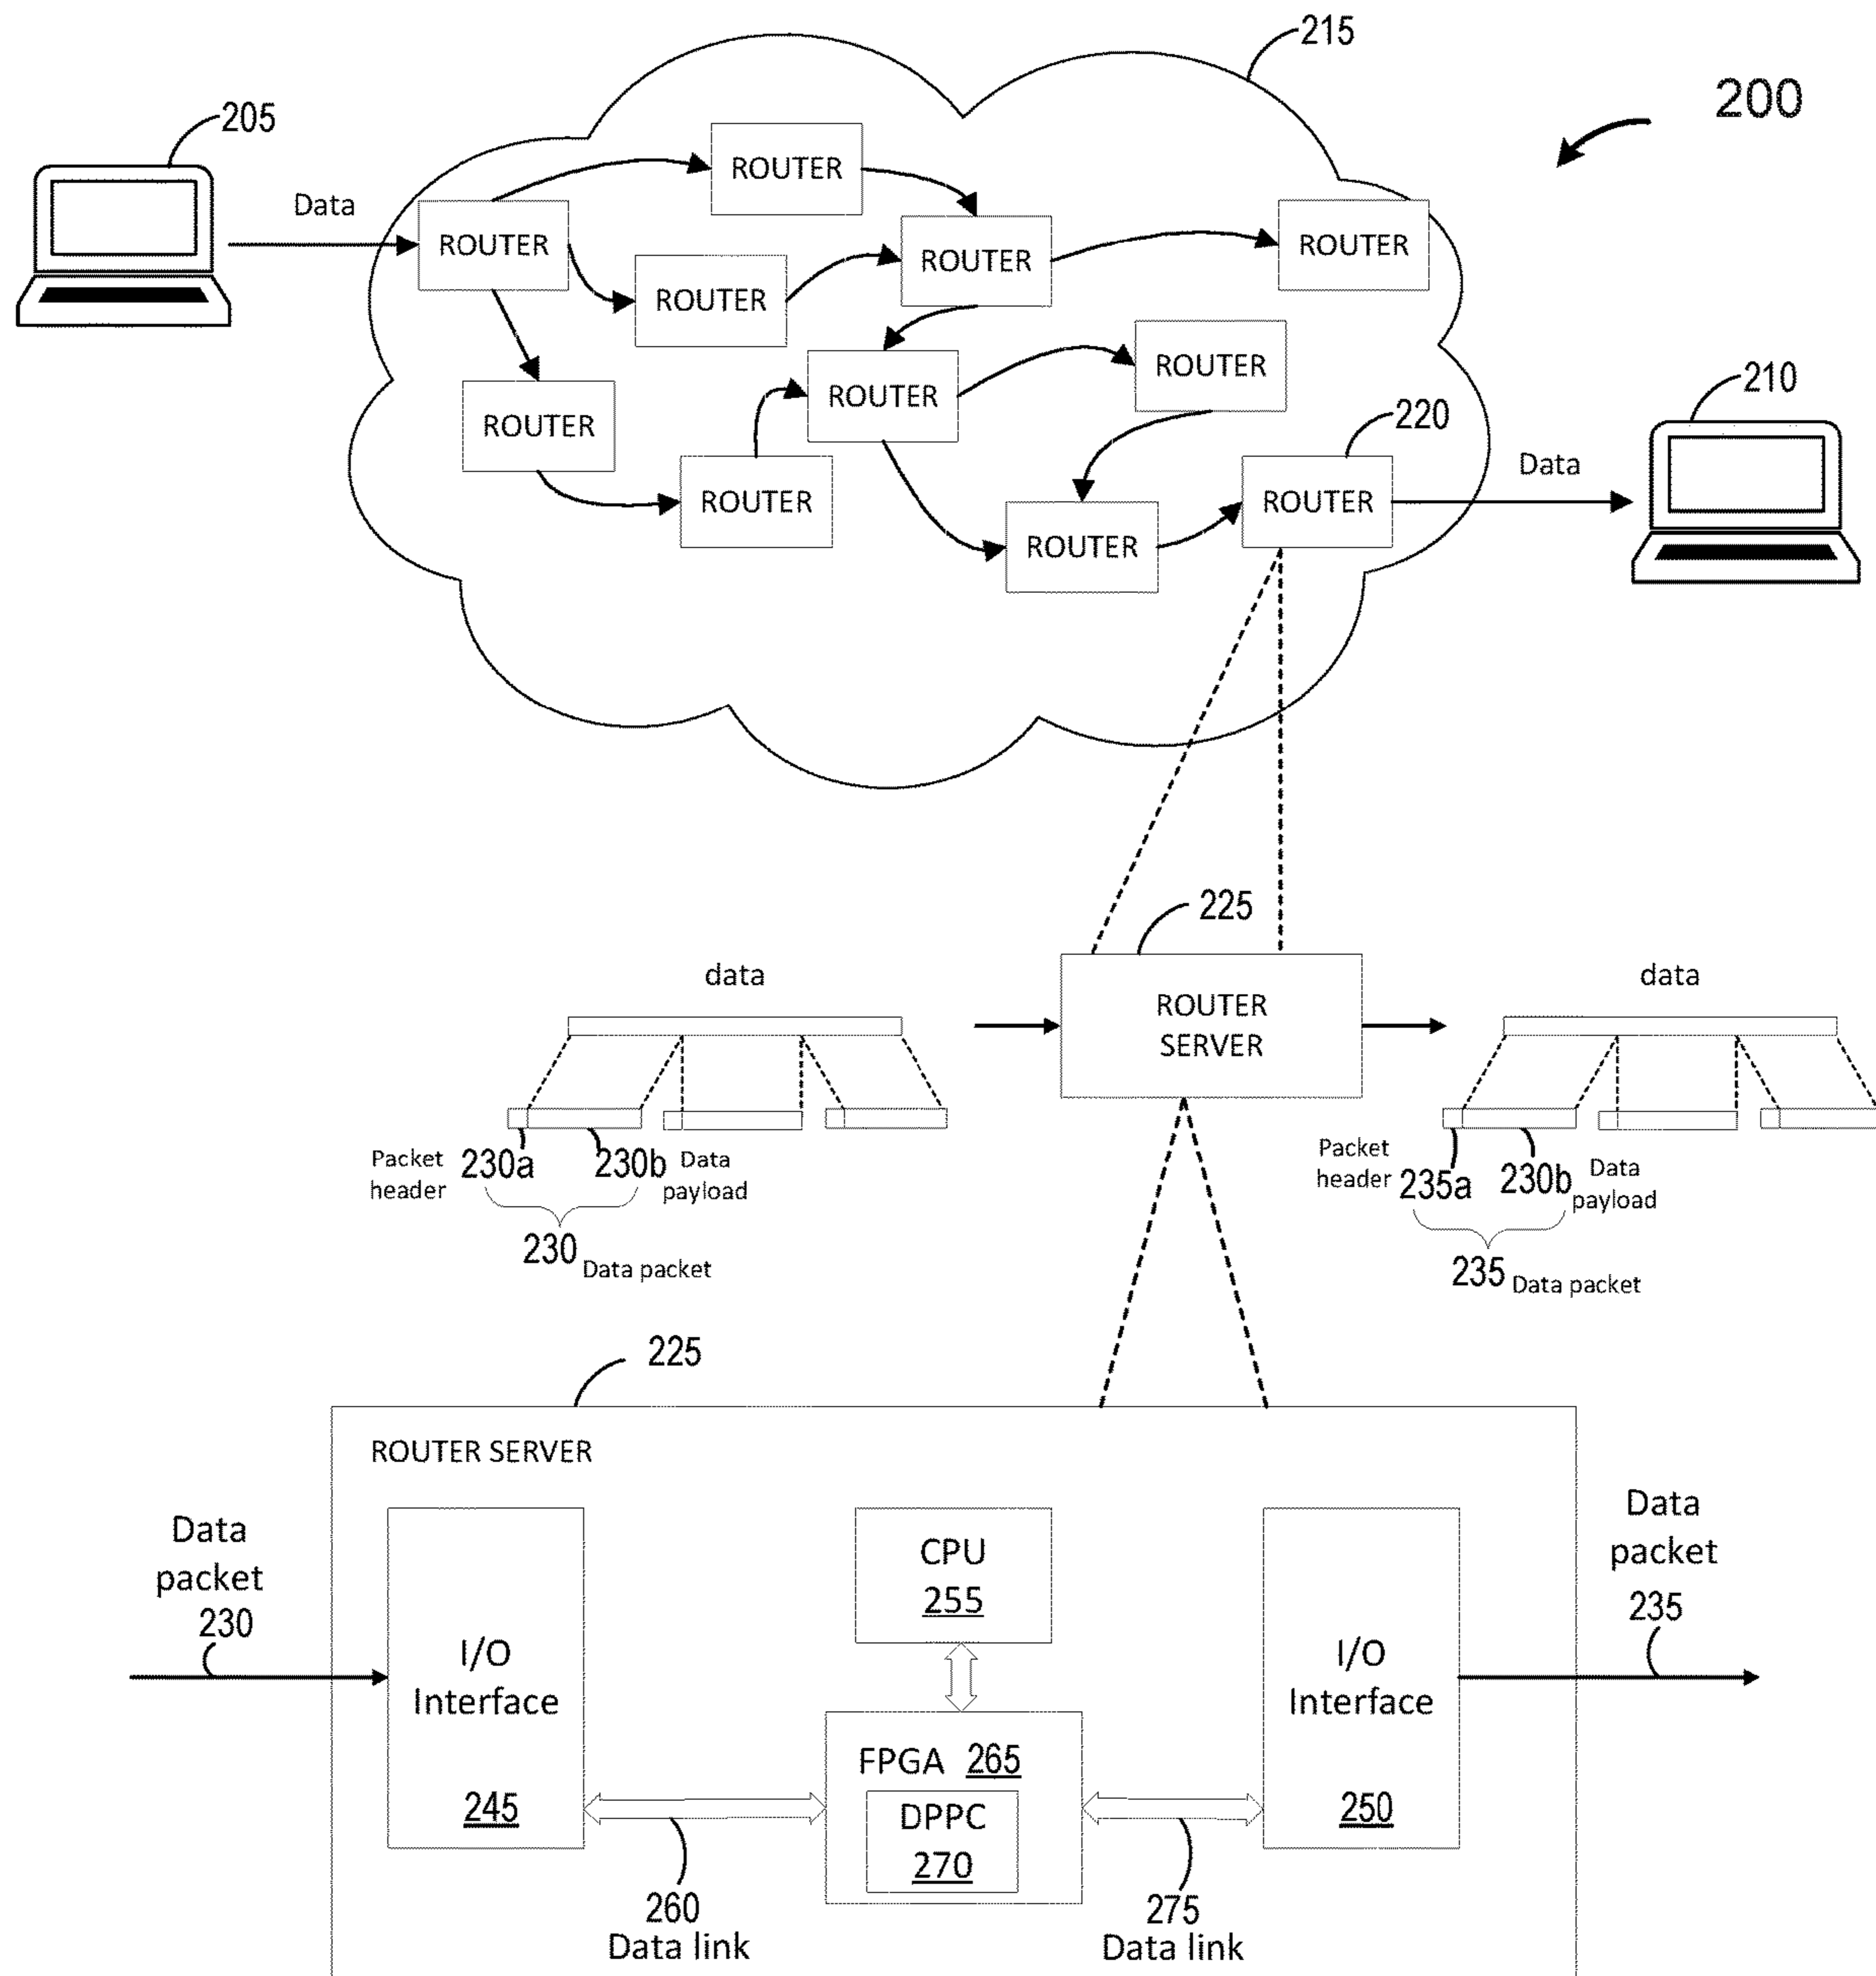 215
200
205
ROUTER
Data
ROUTER
ROUTER
ROUTER
ROUTER
ROUTER
ROUTER
ROUTER
210
ROUTER
220
Data
ROUTER
ROUTER
ROUTER
225
data
ROUTER
SERVER
data
Packet
header
230a
230b
Data
payload
230
Data packet
Packet
header
235a
230b
Data
payload
235
Data packet
225
ROUTER SERVER
Data
packet
230
I/O
Interface
245
CPU
255
FPGA 265
DPPC
270
I/O
Interface
250
Data
packet
235
260
Data link
275
Data link